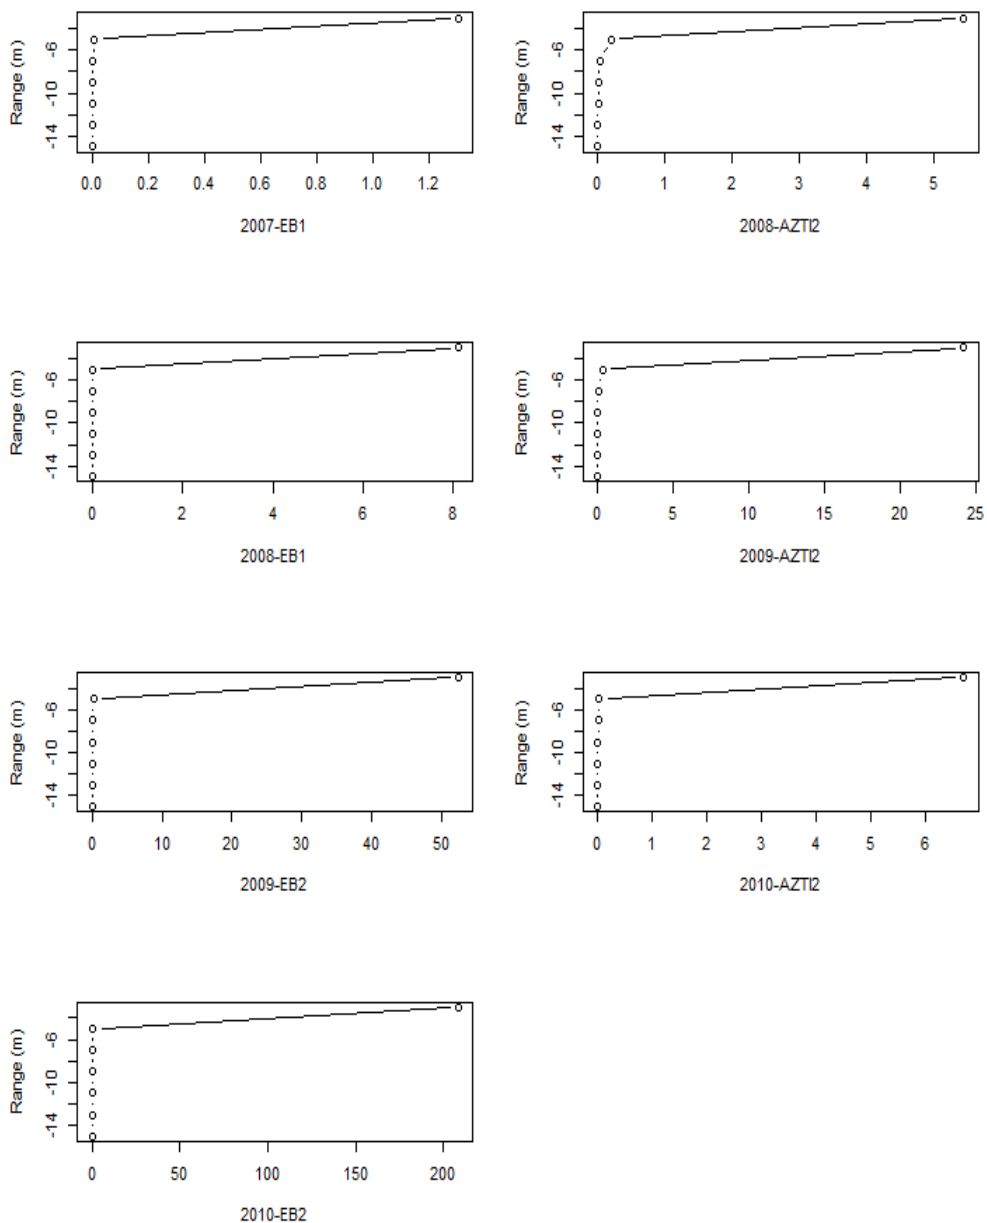 Range (m)
-6
-10
-14
0.0 0.2 0.4 0.6 0.8 1.0 1.2
2007-EB1
Range (m)
-6
-10
-14
0 1 2 3 4 5
2008-AZTI2
Range (m)
-6
-10
-14
0 2 4 6 8
2008-EB1
Range (m)
-6
-10
-14
0 5 10 15 20 25
2009-AZTI2
Range (m)
-6
-10
-14
0 10 20 30 40 50
2009-EB2
Range (m)
-6
-10
-14
0 1 2 3 4 5 6
2010-AZTI2
Range (m)
-6
-10
-14
0 50 100 150 200
2010-EB2